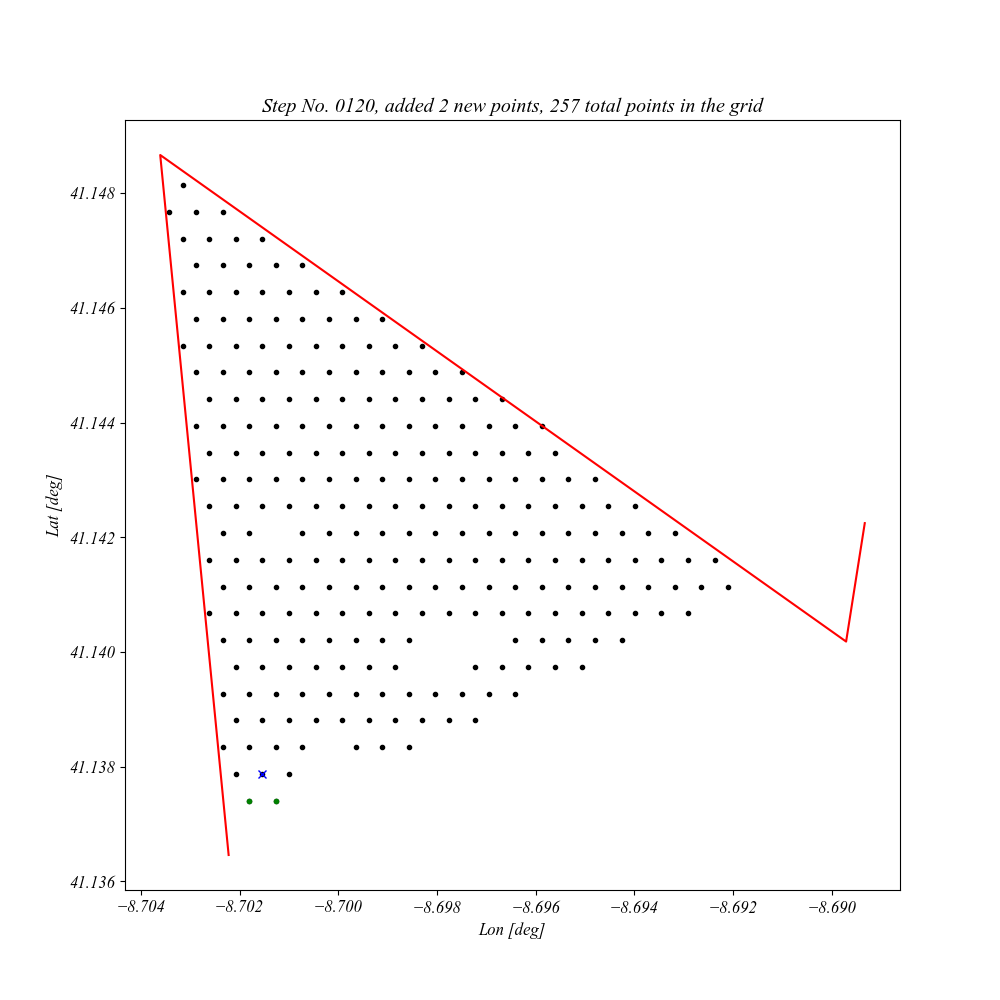 Step No. 0120, added 2 new points, 257 total points in the grid
41.148
41.146
41.144
41.142
41.140
41.138
41.136
Lat [deg]
−8.704 −8.702 −8.700 −8.698 −8.696 −8.694 −8.692 −8.690
Lon [deg]